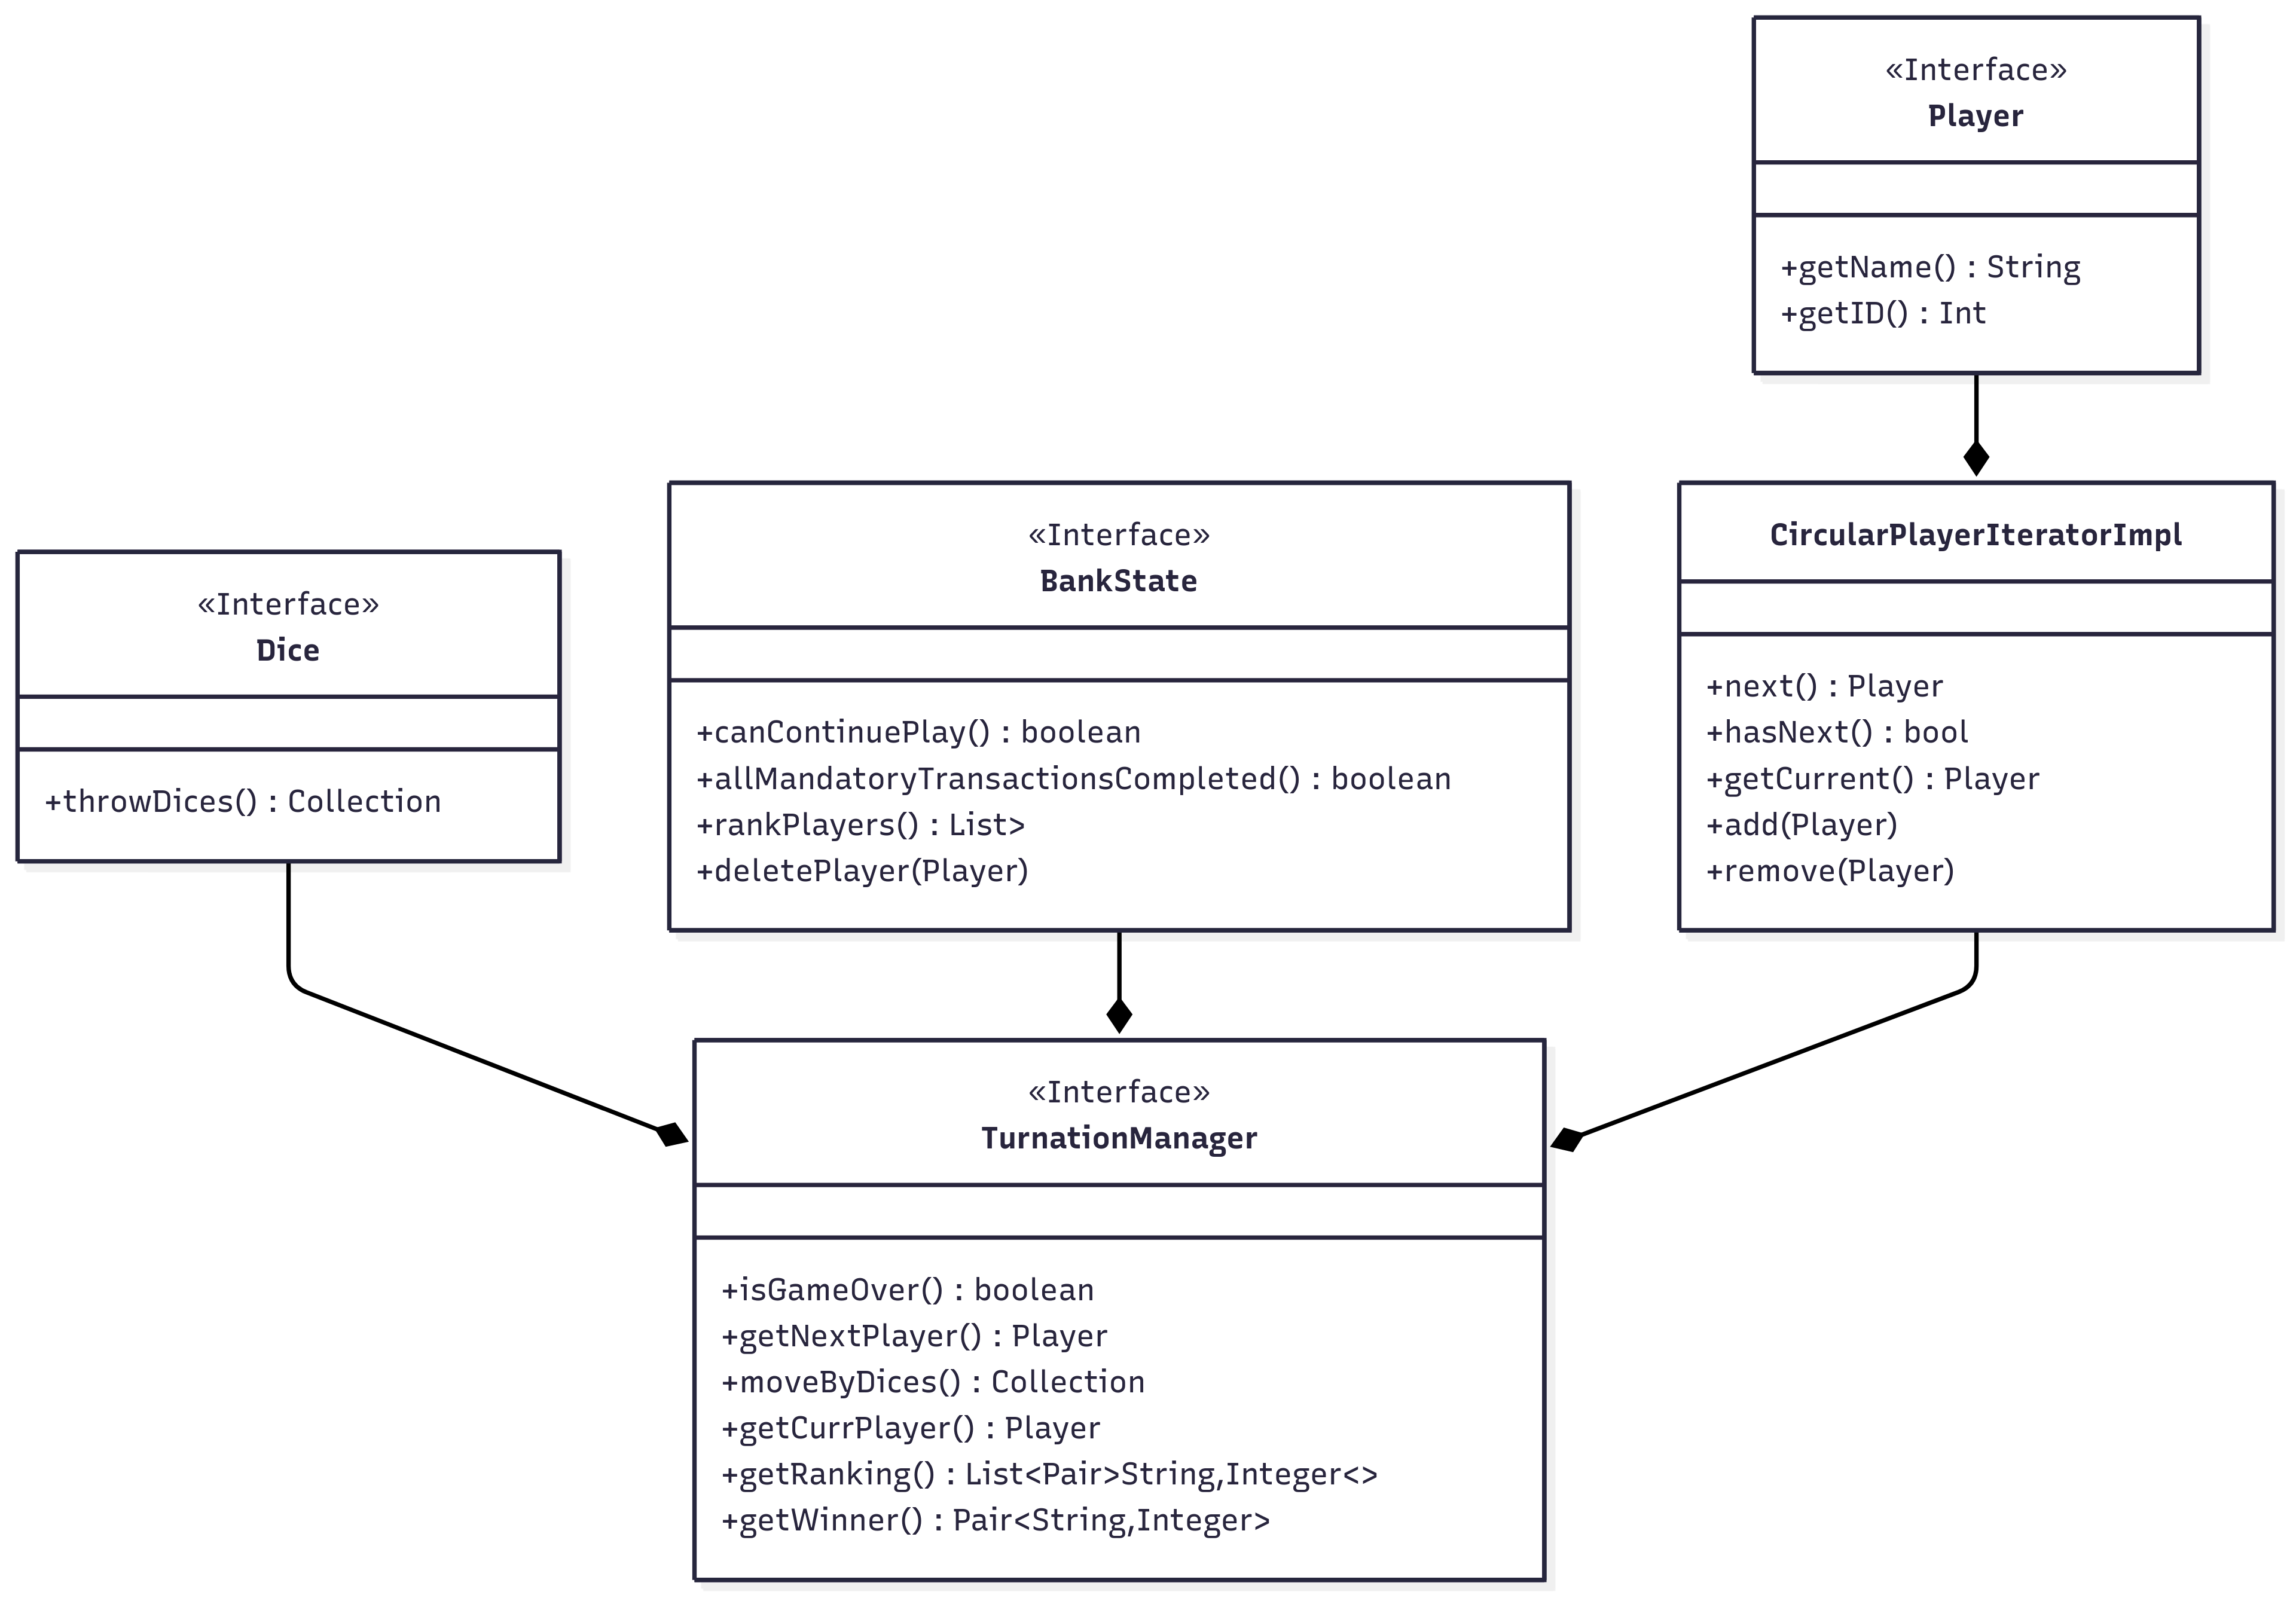 «Interface»
Player
+getName() : String
+getID() : Int
«Interface»
Dice
+throwDices() : Collection
«Interface»
BankState
+canContinuePlay() : boolean
+allMandatoryTransactionsCompleted() : boolean
+rankPlayers() : List>
+deletePlayer(Player)
CircularPlayerIteratorImpl
+next() : Player
+hasNext() : bool
+getCurrent() : Player
+add(Player)
+remove(Player)
«Interface»
TurnationManager
+isGameOver() : boolean
+getNextPlayer() : Player
+moveByDices() : Collection
+getCurrPlayer() : Player
+getRanking() : List<Pair>String,Integer<>
+getWinner() : Pair<String,Integer>